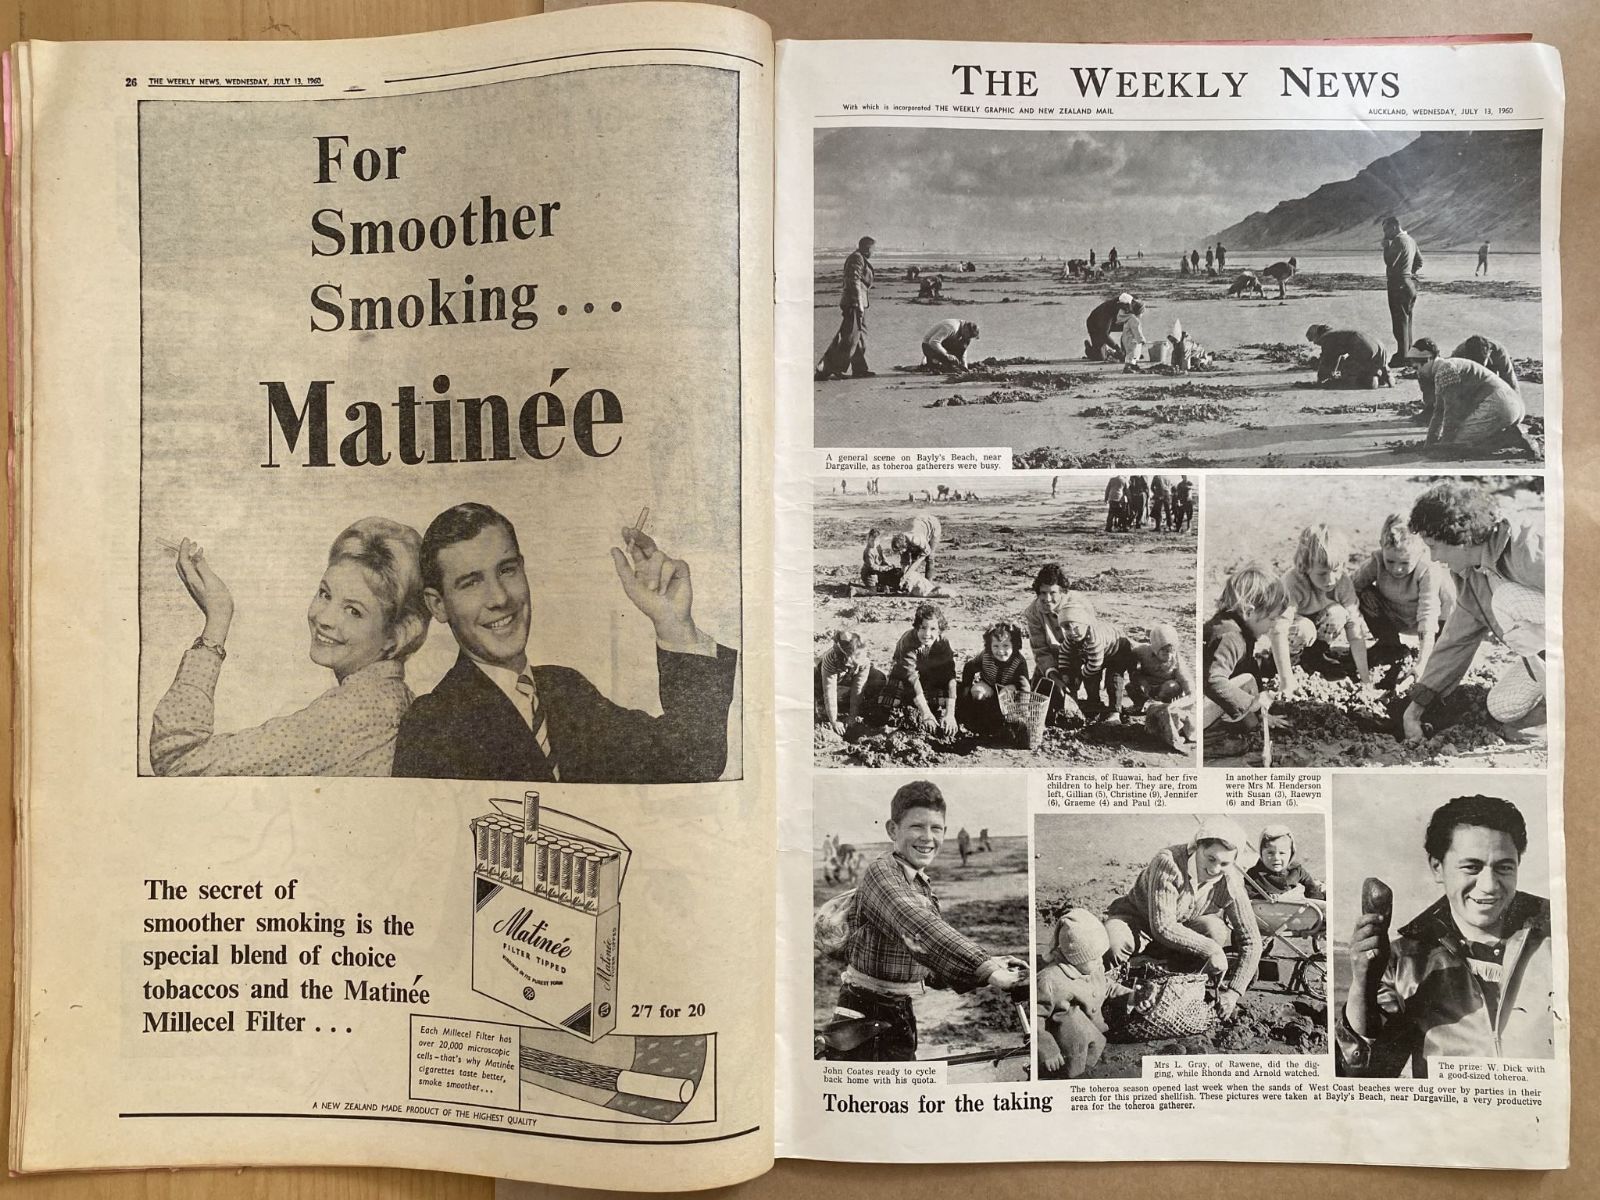 26 THE WEEKLY NEWS, WEDNESDAY, JULY 13, 1960
For
Smoother
Smoking...
Matinée
The secret of
smoother smoking is the
special blend of choice
tobaccos and the Matinée
Millecel Filter...
Matinée
FILTER TIPPED
VIRGINIA IN ITS PUREST FORM
Matinée
2'7 for 20
Each Millecel Filter has
over 20,000 microscopic
cells—that's why Matinée
cigarettes taste better,
smoke smoother...
A NEW ZEALAND MADE PRODUCT OF THE HIGHEST QUALITY
THE WEEKLY NEWS
With which is incorporated THE WEEKLY GRAPHIC AND NEW ZEALAND MAIL
AUCKLAND, WEDNESDAY, JULY 13, 1960
A general scene on Bayly's Beach, near
Dargaville, as toheroa gatherers were busy.
Mrs Francis, of Ruawai, had her five
children to help her. They are, from
left, Gillian (5), Christine (9), Jennifer
(6), Graeme (4) and Paul (2).
In another family group
were Mrs M. Henderson
with Susan (3), Raewyn
(6) and Brian (5).
John Coates ready to cycle
back home with his quota.
Mrs L. Gray, of Rawene, did the dig-
ging, while Rhonda and Arnold watched.
The prize: W. Dick with
a good-sized toheroa.
Toheroas for the taking
The toheroa season opened last week when the sands of West Coast beaches were dug over by parties in their
search for this prized shellfish. These pictures were taken at Bayly's Beach, near Dargaville, a very productive
area for the toheroa gatherer.